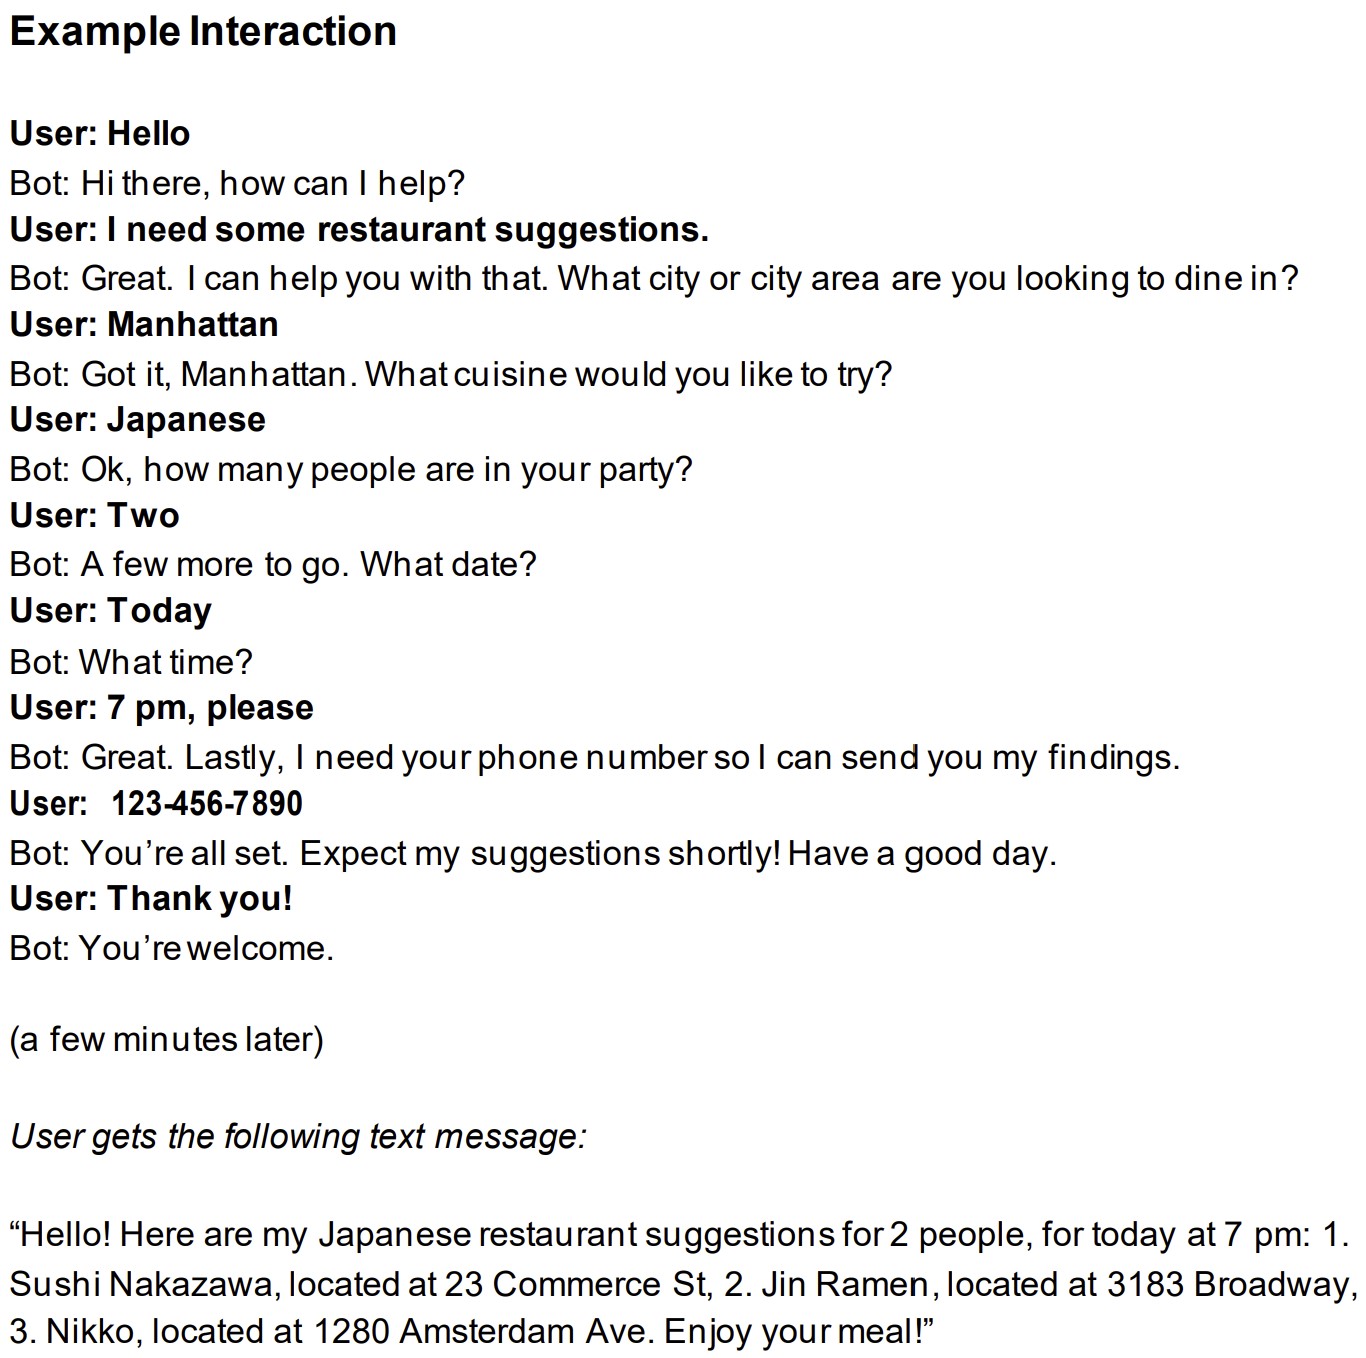 Example Interaction
User: Hello
Bot: Hi there, how can I help?
User: I need some restaurant suggestions.
Bot: Great. I can help you with that. What city or city area are you looking to dine in?
User: Manhattan
Bot: Got it, Manhattan. What cuisine would you like to try?
User: Japanese
Bot: Ok, how many people are in your party?
User: Two
Bot: A few more to go. What date?
User: Today
Bot: What time?
User: 7 pm, please
Bot: Great. Lastly, I need your phone number so I can send you my findings.
User: 123-456-7890
Bot: You’re all set. Expect my suggestions shortly! Have a good day.
User: Thank you!
Bot: You’re welcome.
(a few minutes later)
User gets the following text message:
“Hello! Here are my Japanese restaurant suggestions for 2 people, for today at 7 pm: 1.
Sushi Nakazawa, located at 23 Commerce St, 2. Jin Ramen, located at 3183 Broadway,
3. Nikko, located at 1280 Amsterdam Ave. Enjoy your meal!”